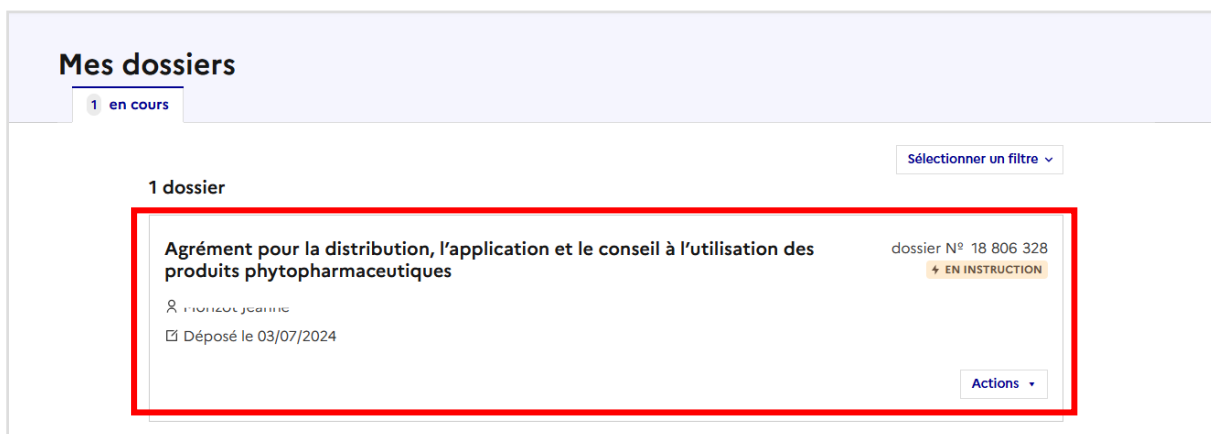 Mes dossiers
1 en cours
Sélectionner un filtre
1 dossier
Agrément pour la distribution, l’application et le conseil à l’utilisation des
produits phytopharmaceutiques
dossier Nº 18 806 328
EN INSTRUCTION
Déposé le 03/07/2024
Actions